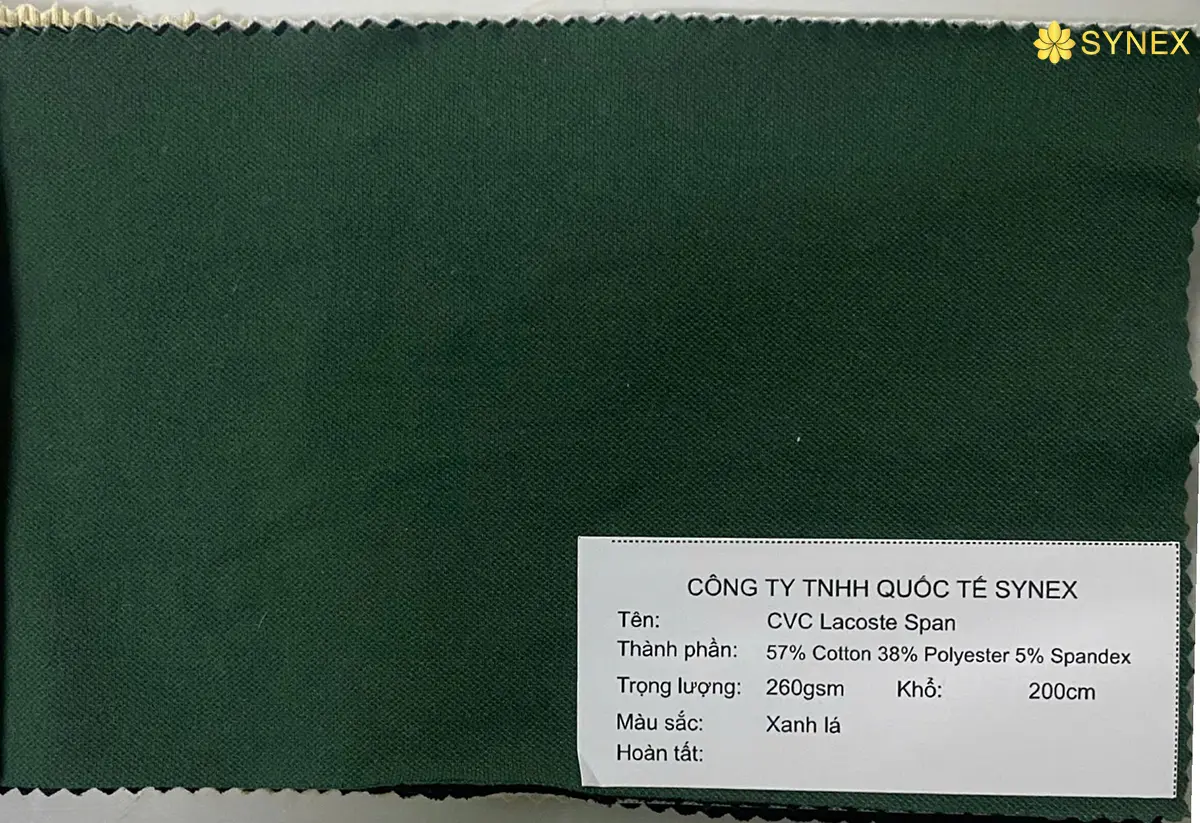 SYNEX
CÔNG TY TNHH QUỐC TẾ SYNEX
Tên: CVC Lacoste Span
Thành phần: 57% Cotton 38% Polyester 5% Spandex
Trọng lượng: 260gsm Khổ: 200cm
Màu sắc: Xanh lá
Hoàn tất: